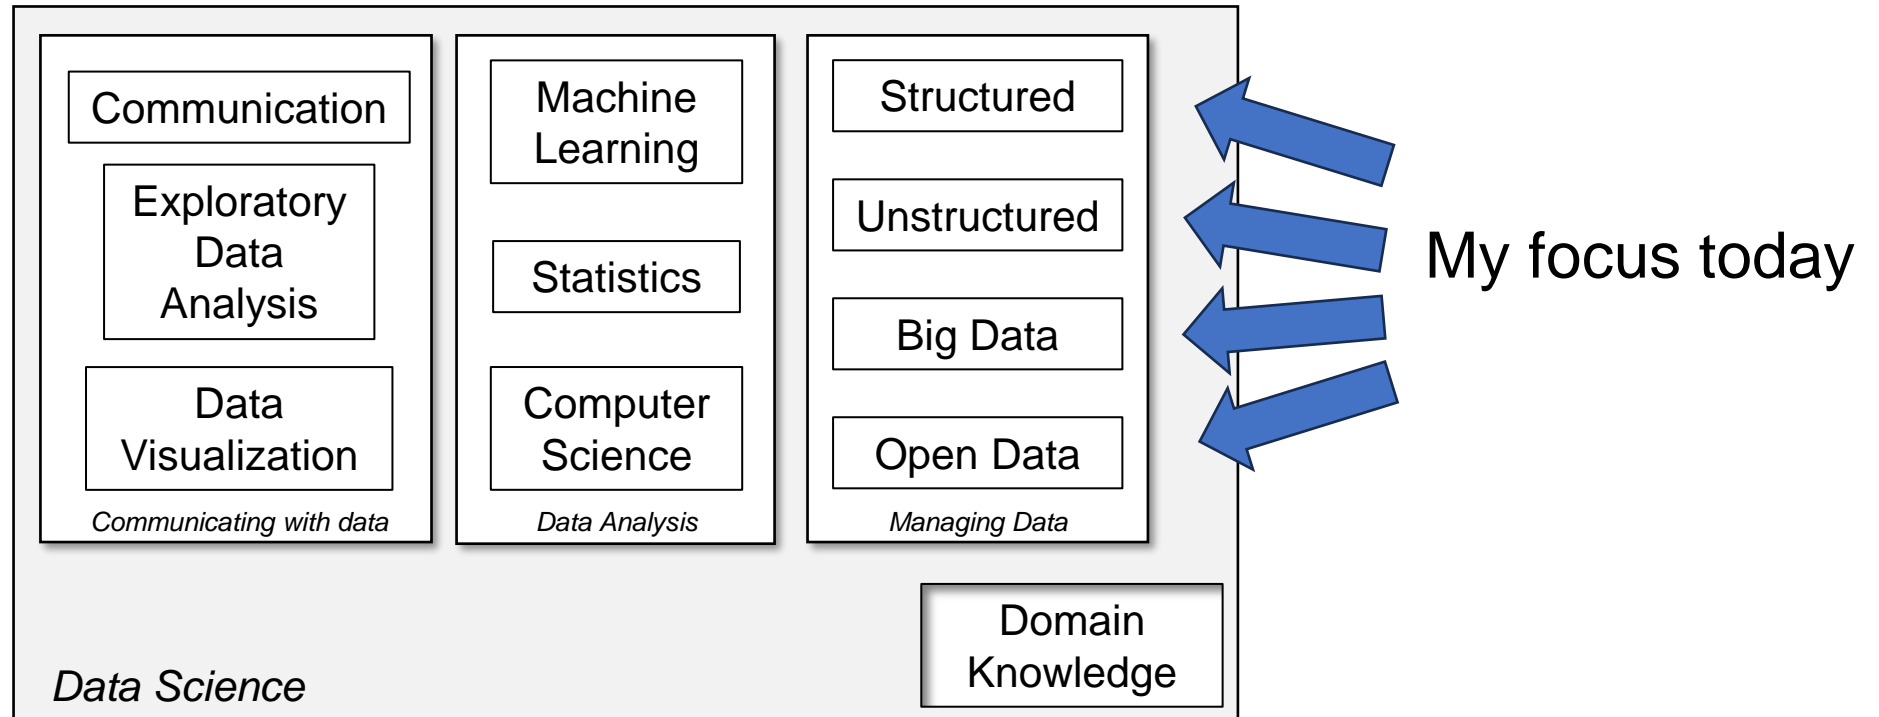 Communication
Exploratory
Data
Analysis
Data
Visualization
Communicating with data
Machine
Learning
Statistics
Computer
Science
Data Analysis
Structured
Unstructured
Big Data
Open Data
Managing Data
My focus today
Domain
Knowledge
Data Science